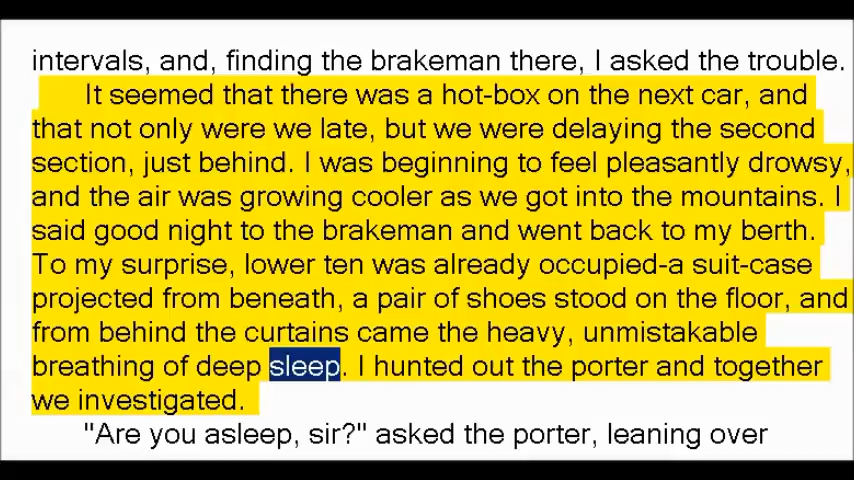 intervals, and, finding the brakeman there, I asked the trouble.
It seemed that there was a hot-box on the next car, and
that not only were we late, but we were delaying the second
section, just behind. I was beginning to feel pleasantly drowsy,
and the air was growing cooler as we got into the mountains. I
said good night to the brakeman and went back to my berth.
To my surprise, lower ten was already occupied-a suit-case
projected from beneath, a pair of shoes stood on the floor, and
from behind the curtains came the heavy, unmistakable
breathing of deep sleep. I hunted out the porter and together
we investigated.
"Are you asleep, sir?" asked the porter, leaning over